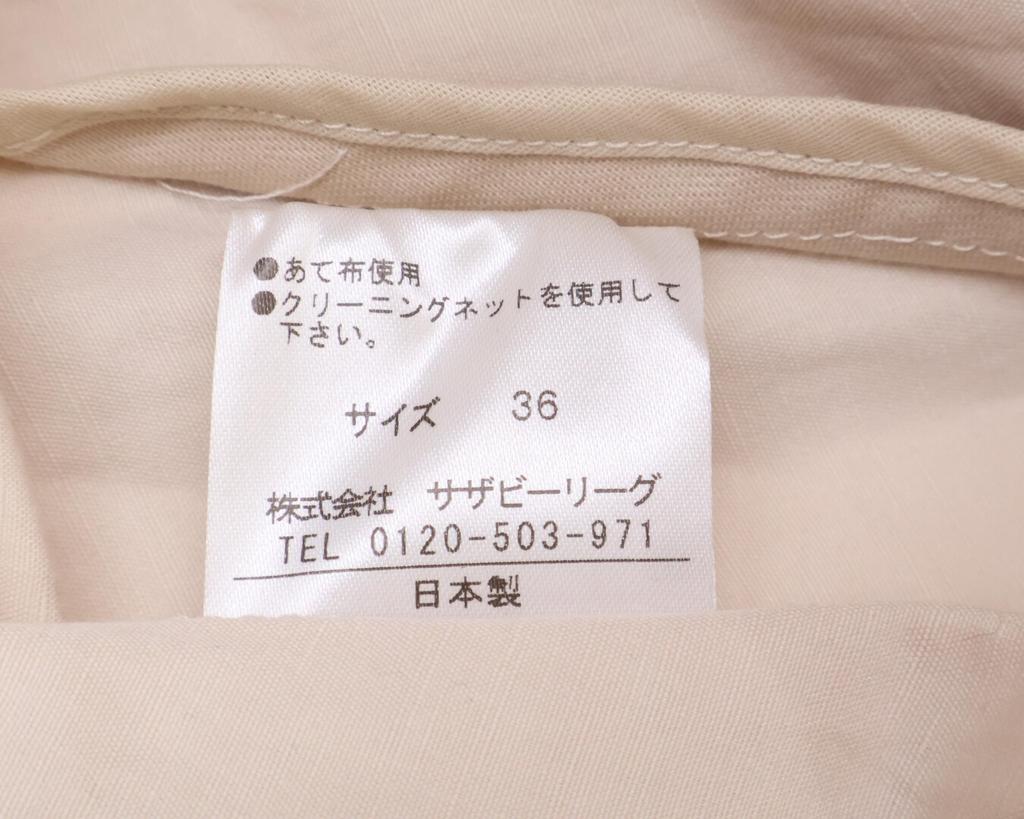 ●あて布使用
●クリーニングネットを使用して
下さい。
サイズ 36
株式会社 サザビーリーグ
TEL 0120-503-971
日本製